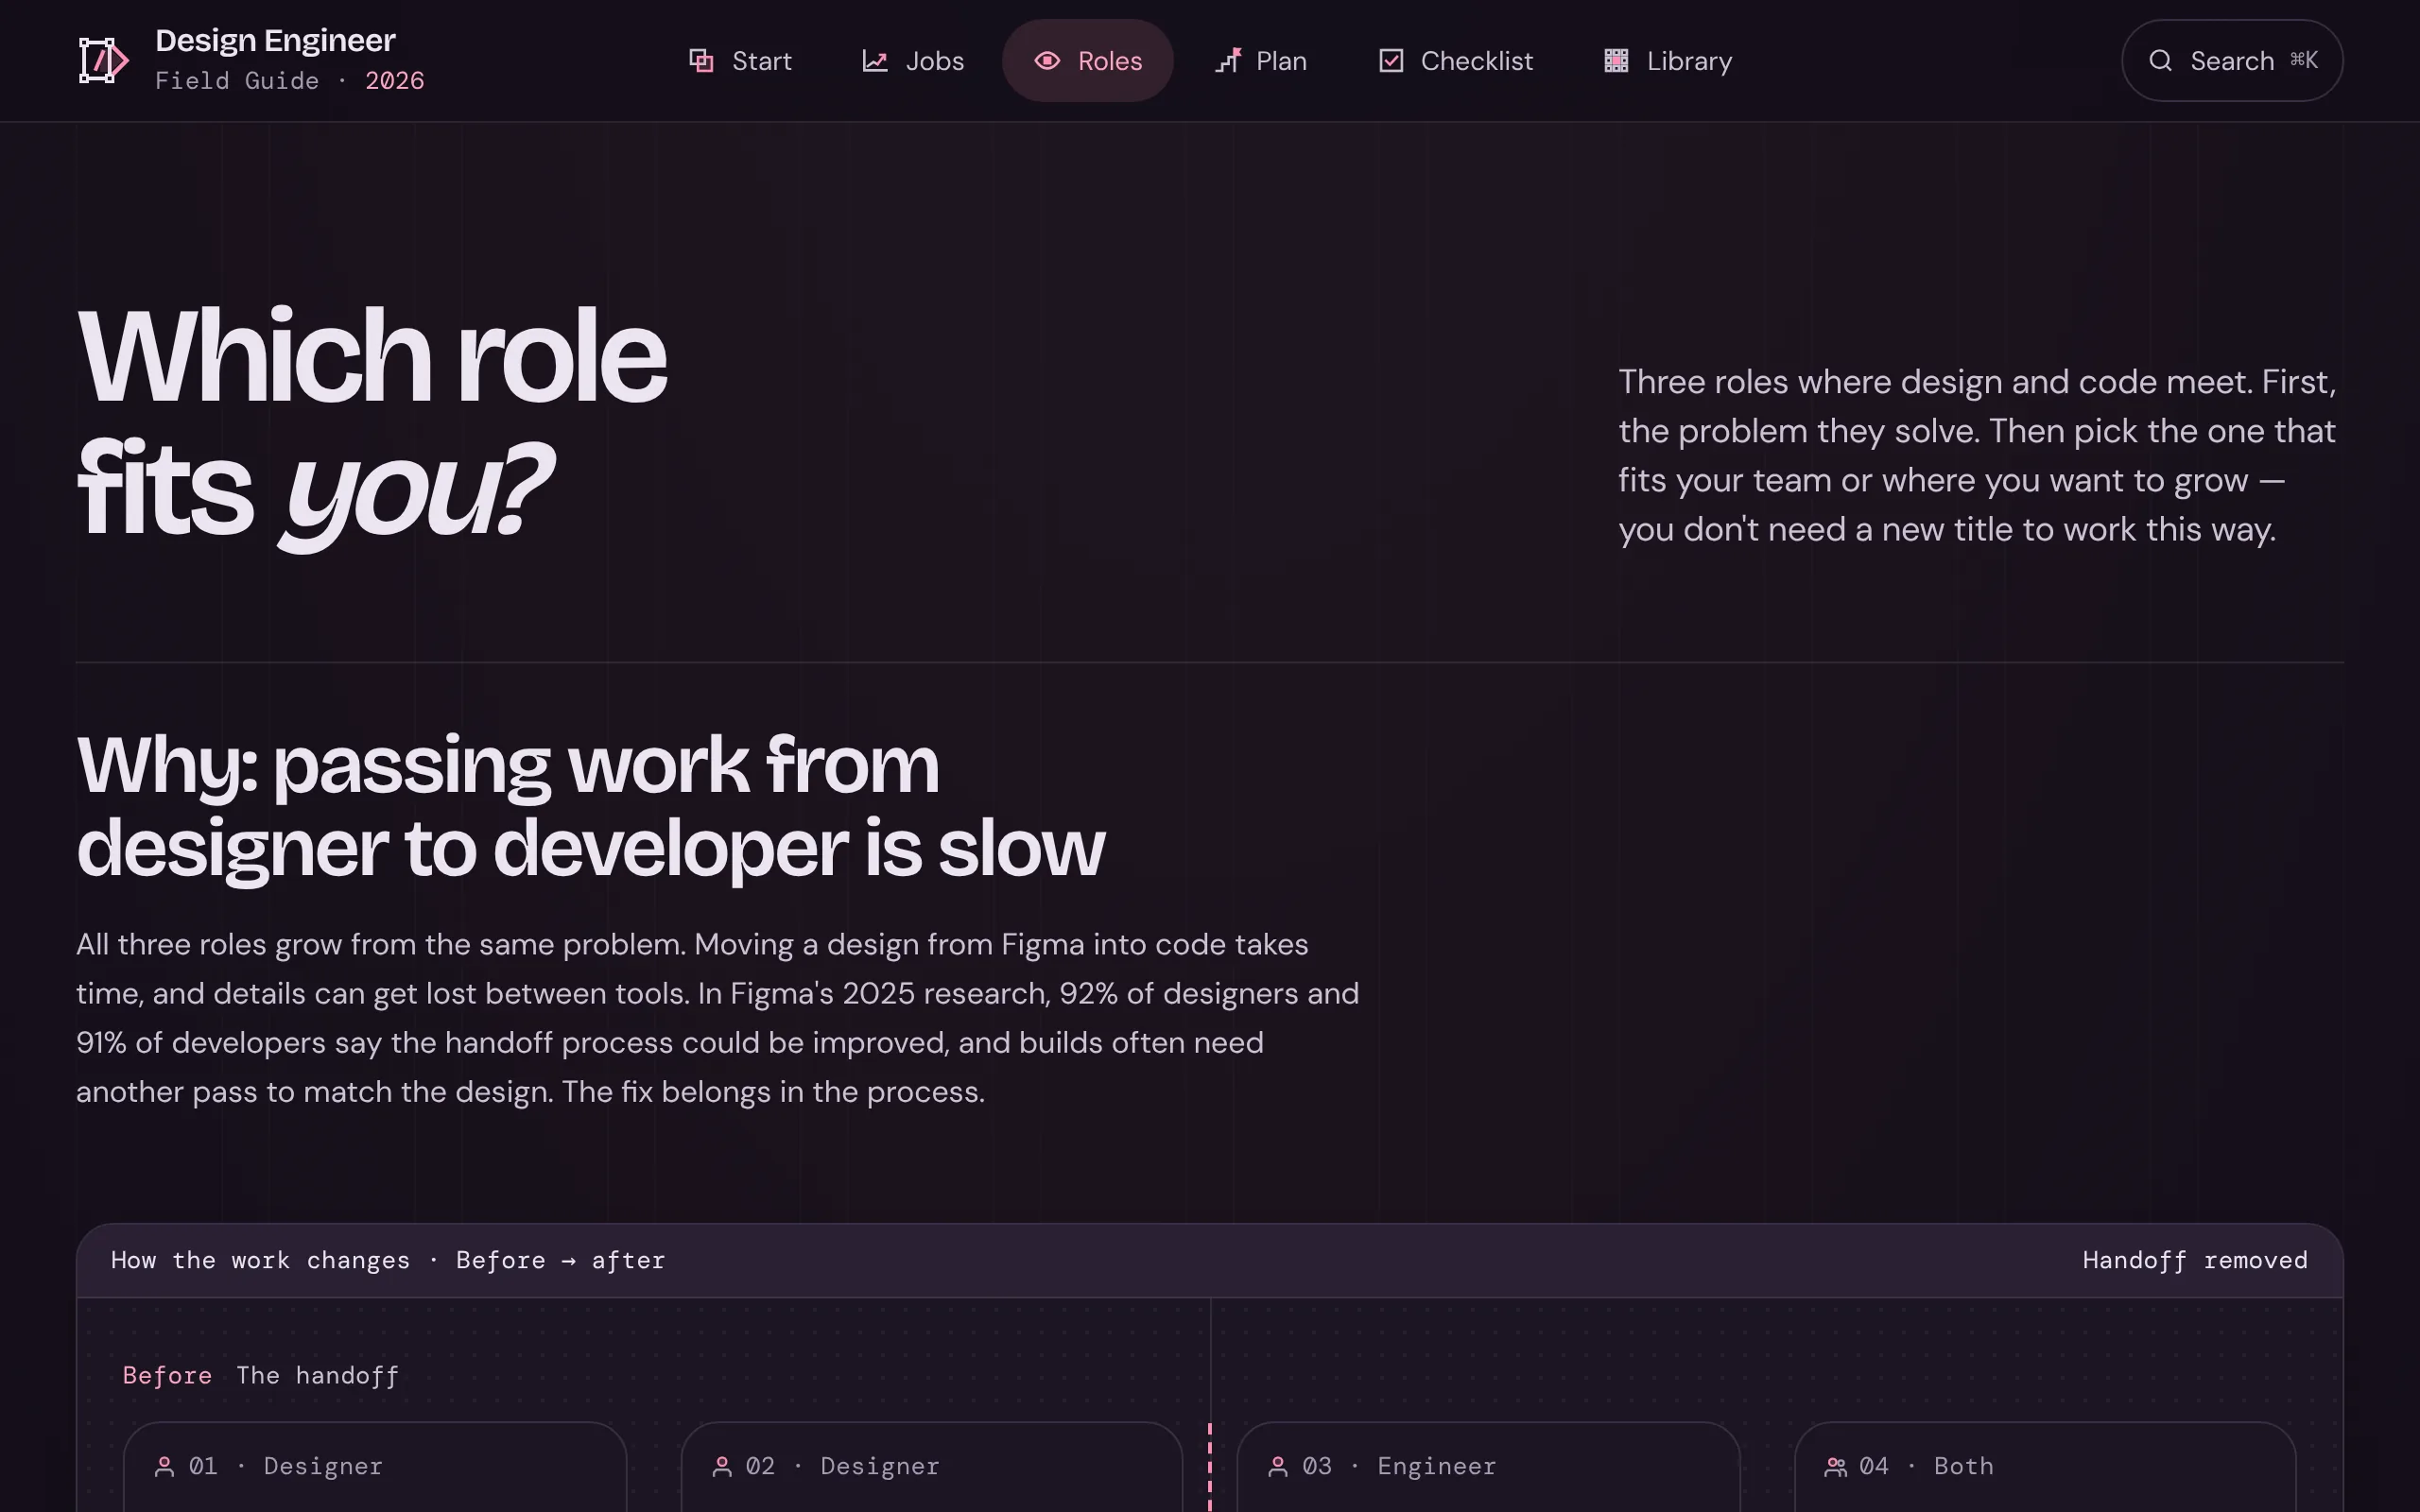 Design Engineer
Field Guide · 2026
Start
Jobs
Roles
Plan
Checklist
Library
Search ⌘K
Which role
fits you?
Three roles where design and code meet. First,
the problem they solve. Then pick the one that
fits your team or where you want to grow —
you don't need a new title to work this way.
Why: passing work from
designer to developer is slow
All three roles grow from the same problem. Moving a design from Figma into code takes
time, and details can get lost between tools. In Figma's 2025 research, 92% of designers and
91% of developers say the handoff process could be improved, and builds often need
another pass to match the design. The fix belongs in the process.
How the work changes · Before → after
Handoff removed
Before The handoff
01 · Designer
02 · Designer
03 · Engineer
04 · Both